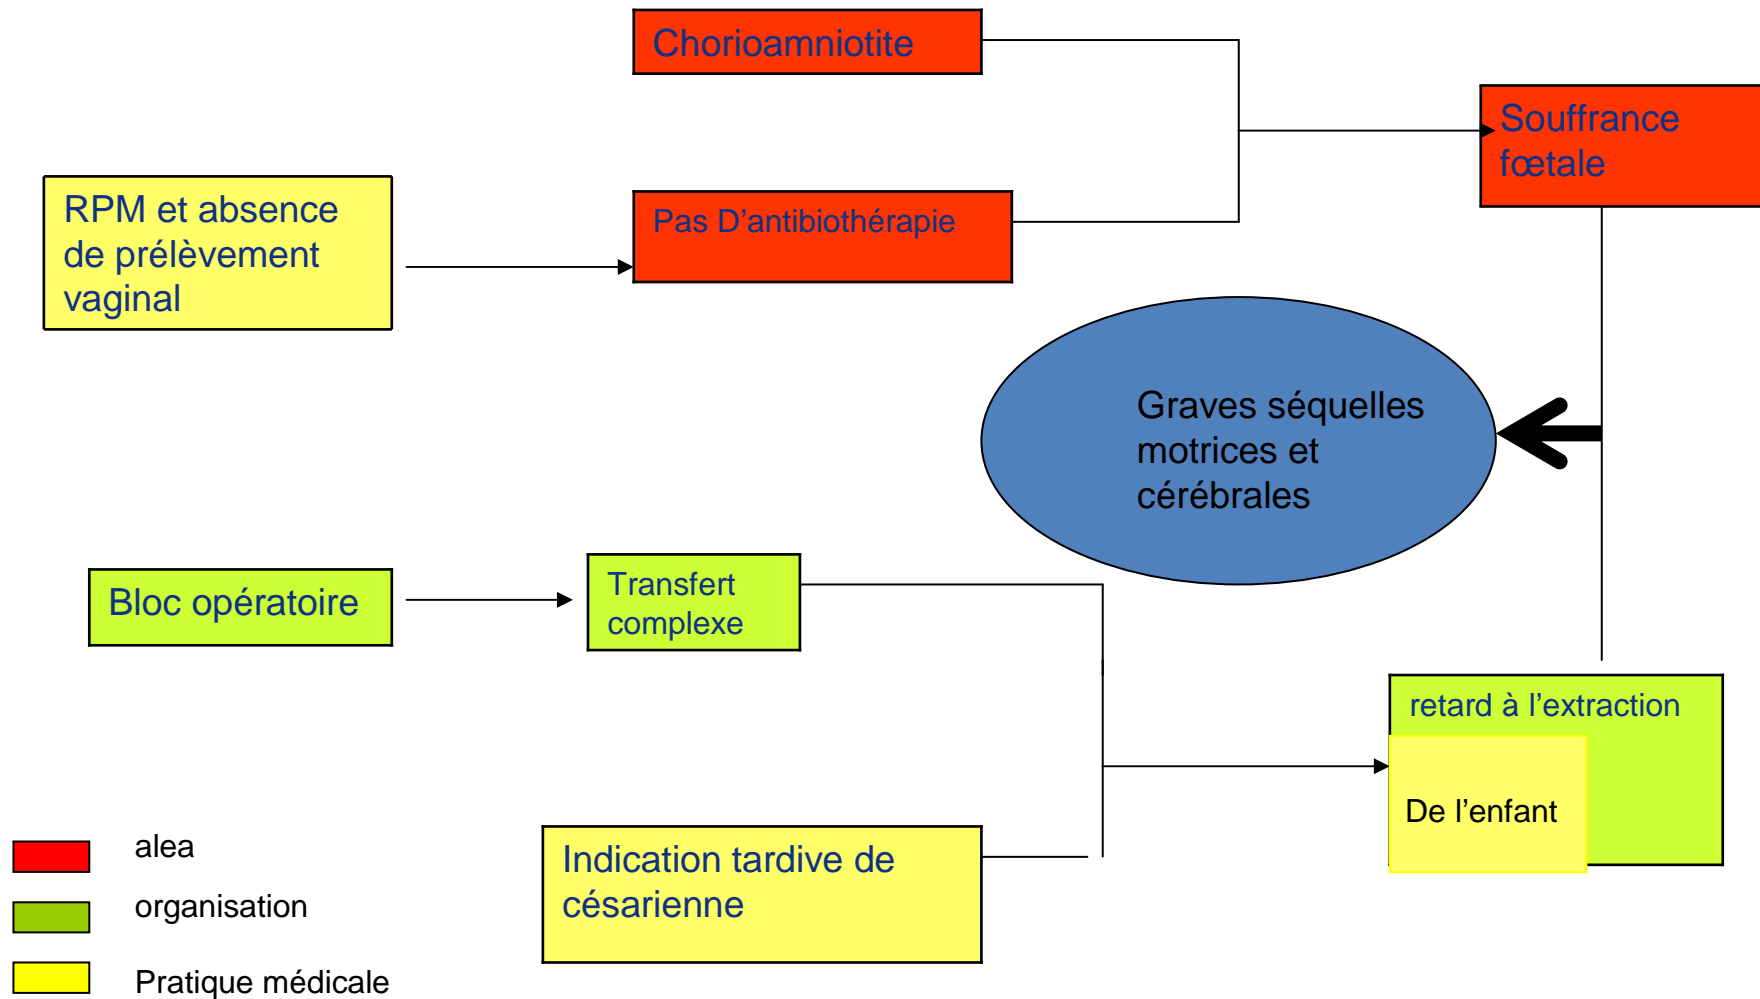 Chorioamniotite
Souffrance
fœtale
RPM et absence
de prélèvement
vaginal
Pas D’antibiothérapie
Graves séquelles
motrices et
cérébrales
Bloc opératoire
Transfert
complexe
retard à l’extraction
De l’enfant
Indication tardive de
césarienne
alea
organisation
Pratique médicale